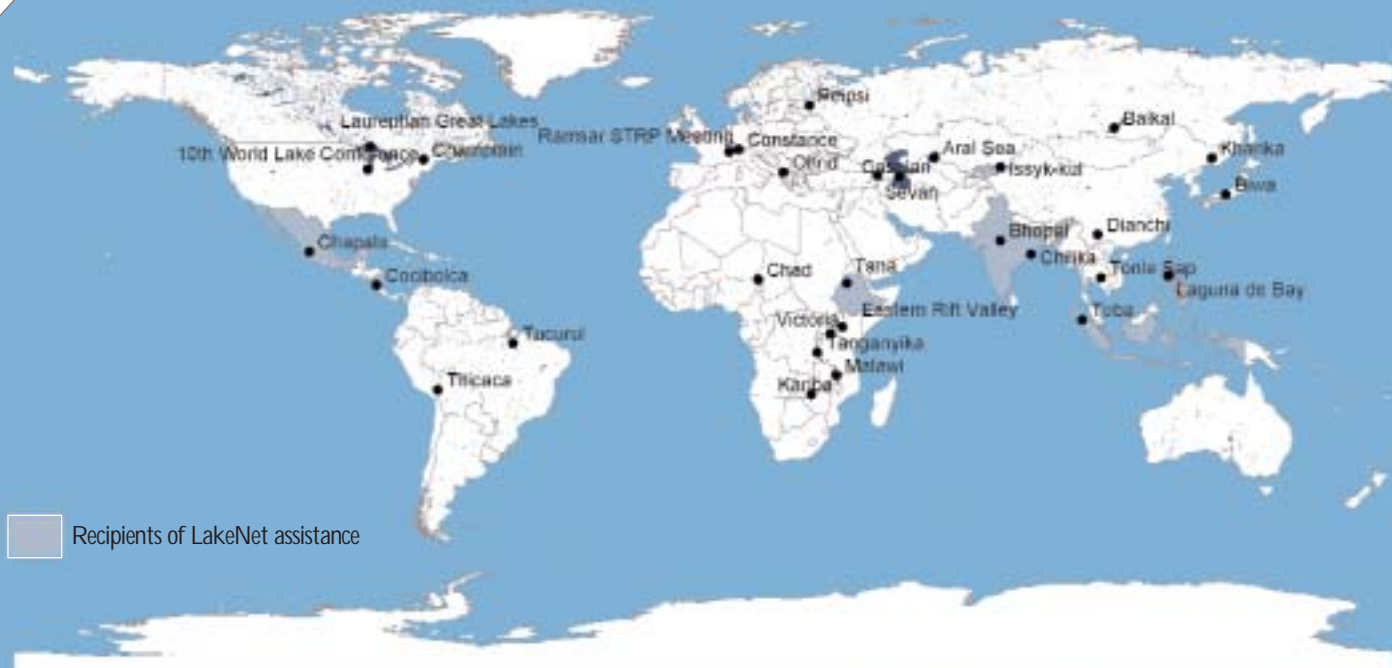 Peipsi
Baikal
Laurentian Great Lakes
Ramsar STRP Meeting
Constance
Aral Sea
Khanka
10th World Lake Conference
Champlain
Ohrid
Caspian
Issyk-kul
Sevan
Biwa
Chapala
Bhopal
Dianchi
Chilika
Cocibolca
Chad
Tana
Tonle Sap
Laguna de Bay
Eastern Rift Valley
Toba
Victoria
Tucurui
Tanganyika
Malawi
Titicaca
Kariba
Recipients of LakeNet assistance